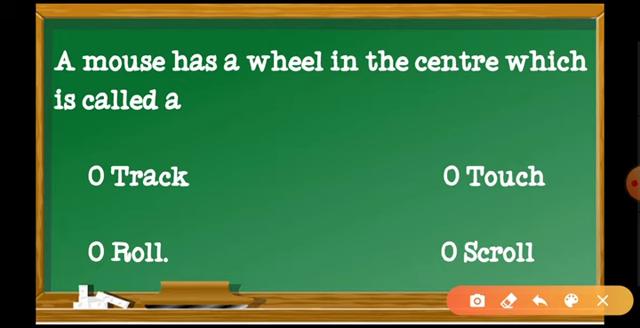 A mouse has a wheel in the centre which
is called a
O Track
O Touch
O Roll.
O Scroll